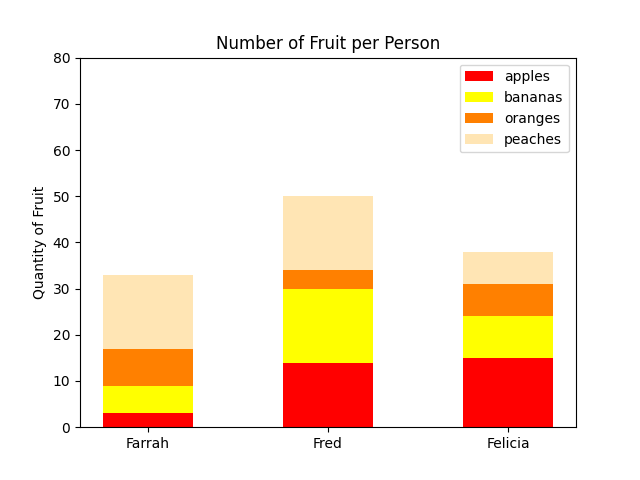 Number of Fruit per Person
80
70
60
50
40
30
20
10
0
Quantity of Fruit
apples
bananas
oranges
peaches
Farrah
Fred
Felicia